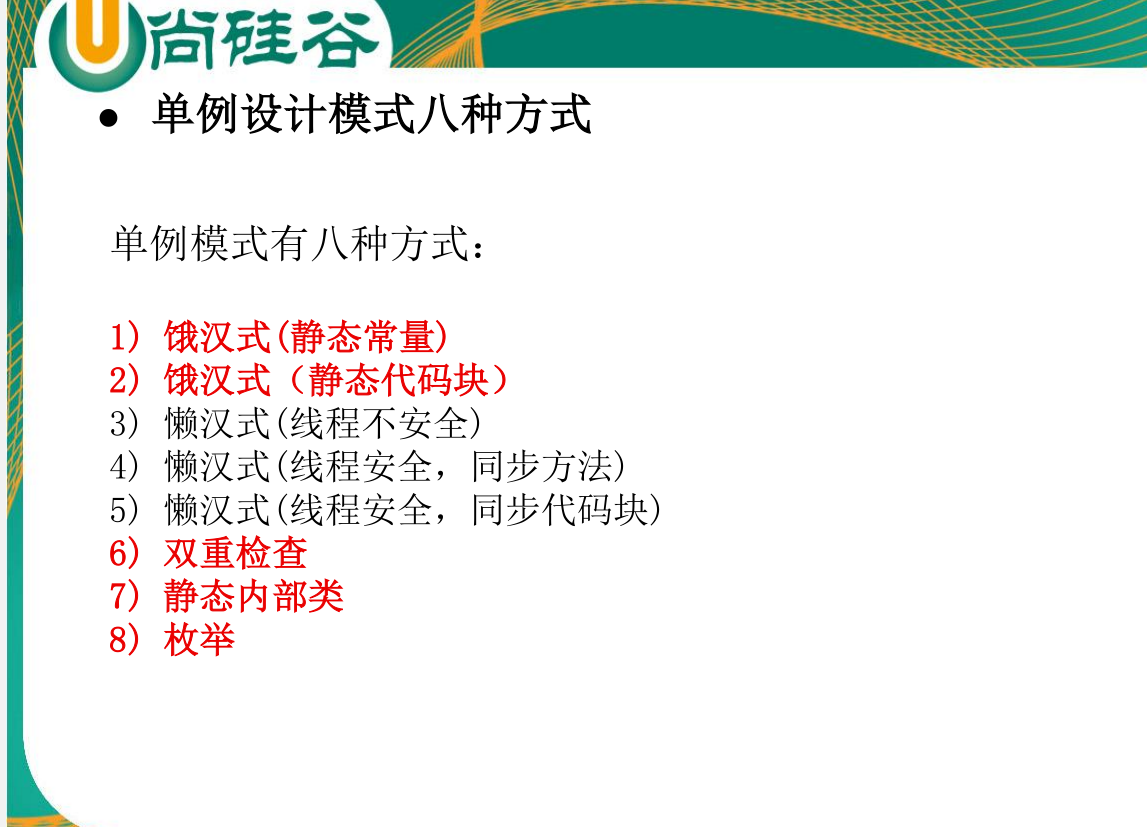 尚硅谷
● 单例设计模式八种方式
单例模式有八种方式：
1) 饿汉式(静态常量)
2) 饿汉式（静态代码块）
3) 懒汉式(线程不安全)
4) 懒汉式(线程安全，同步方法)
5) 懒汉式(线程安全，同步代码块)
6) 双重检查
7) 静态内部类
8) 枚举